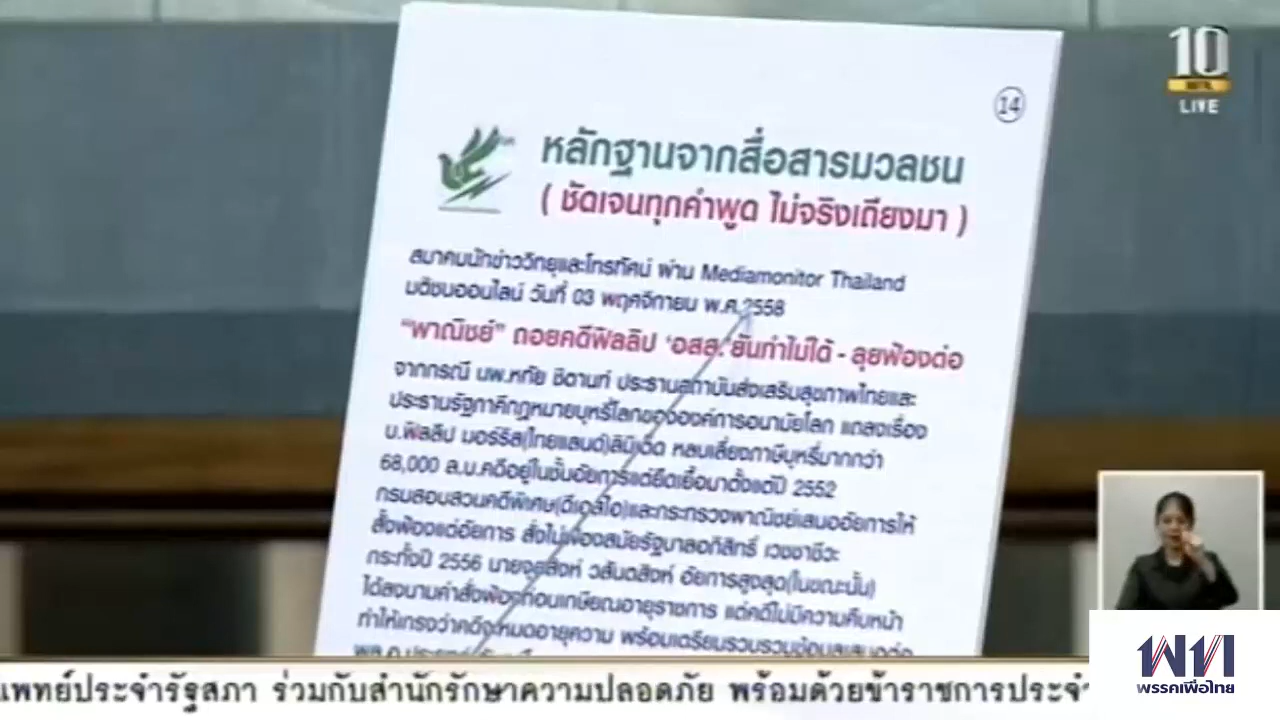 10
LIVE
14
หลักฐานจากสื่อสารมวลชน
( ชัดเจนทุกคำพูด ไม่จริงเถียงมา )
สมาคมนักข่าววิทยุและโทรทัศน์ ผ่าน Mediamonitor Thailand
มติชนออนไลน์ วันที่ 03 พฤศจิกายน พ.ศ.2558
"พาณิชย์" ถอยคดีฟิลลิป 'อสส.'ยันทำไม่ได้ - ลุยฟ้องต่อ
จากกรณี นพ.หทัย ชิตานท์ ประธานสถาบันส่งเสริมสุขภาพไทยและ
ประธานรัฐภาคีกฎหมายบุหรี่โลกขององค์การอนามัยโลก แถลงเรื่อง
บ.ฟิลลิป มอร์ริส(ไทยแลนด์)ลิมิเต็ด หลบเลี่ยงภาษีบุหรี่มากกว่า
68,000 ล.บ.คดีอยู่ในชั้นอัยการแต่ยืดเยื้อมาตั้งแต่ปี 2552
กรมสอบสวนคดีพิเศษ(ดีเอสไอ)และกระทรวงพาณิชย์เสนออัยการให้
สั่งฟ้องแต่อัยการ สั่งไม่ฟ้องสมัยรัฐบาลอภิสิทธิ์ เวชชาชีวะ
กระทั่งปี 2556 นายจุลสิงห์ วสันตสิงห์ อัยการสูงสุด(ในขณะนั้น)
ได้ลงนามคำสั่งฟ้องก่อนเกษียณอายุราชการ แต่คดีไม่มีความคืบหน้า
ทำให้เกรงว่าคดีจะหมดอายุความ พร้อมเตรียมรวบรวมข้อมูลเสนอต่อ
แพทย์ประจำรัฐสภา ร่วมกับสำนักรักษาความปลอดภัย พร้อมด้วยข้าราชการประจำ
พท
พรรคเพื่อไทย